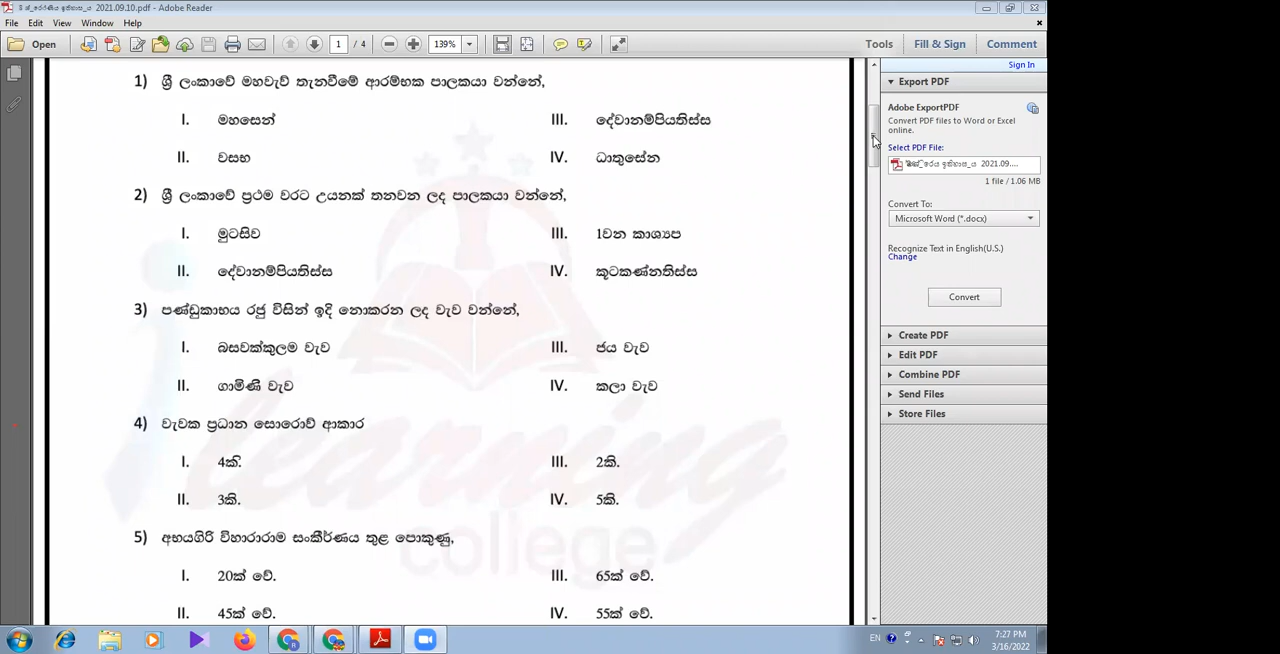 2021.09.10.pdf - Adobe Reader
File Edit View Window Help
Open 1 / 4 139% Tools Fill & Sign Comment
Sign In
1) ශ්‍රී ලංකාවේ මහවැව් තැනවීමේ ආරම්භක පාලකයා වන්නේ,
I. මහසෙන් III. දේවානම්පියතිස්ස
II. වසභ IV. ධාතුසේන
2) ශ්‍රී ලංකාවේ ප්‍රථම වරට උයනක් තනවන ලද පාලකයා වන්නේ,
I. මුටසිව III. 1වන කාශ්‍යප
II. දේවානම්පියතිස්ස IV. කූටකණ්නතිස්ස
3) පණ්ඩුකාභය රජු විසින් ඉදි නොකරන ලද වැව වන්නේ,
I. බසවක්කුලම වැව III. ජය වැව
II. ගාමිණි වැව IV. කලා වැව
4) වැවක ප්‍රධාන සොරොව් ආකාර
I. 4කි. III. 2කි.
II. 3කි. IV. 5කි.
5) අභයගිරි විහාරාරාම සංකීර්ණය තුළ පොකුණු,
I. 20ක් වේ. III. 65ක් වේ.
II. 45ක් වේ. IV. 55ක් වේ.
learning
college
Export PDF
Adobe ExportPDF
Convert PDF files to Word or Excel
online.
Select PDF File:
2021.09....
1 file / 1.06 MB
Convert To:
Microsoft Word (*.docx)
Recognize Text in English(U.S.)
Change
Convert
Create PDF
Edit PDF
Combine PDF
Send Files
Store Files
EN 7:27 PM
3/16/2022